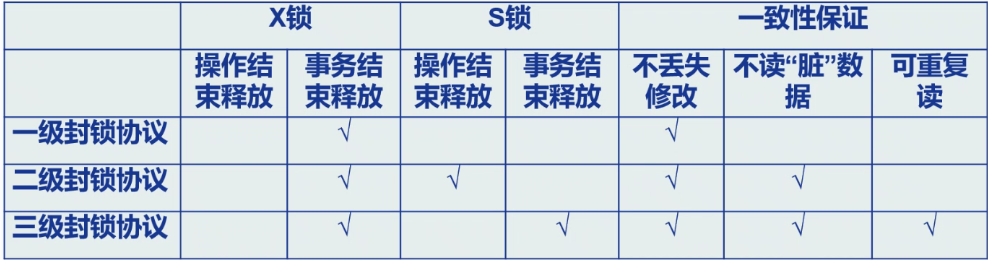 X锁 S锁 一致性保证
操作结 事务结 操作结 事务结 不丢失 不读“脏”数 可重复
束释放 束释放 束释放 束释放 修改 据 读
一级封锁协议 √ √
二级封锁协议 √ √ √ √
三级封锁协议 √ √ √ √ √